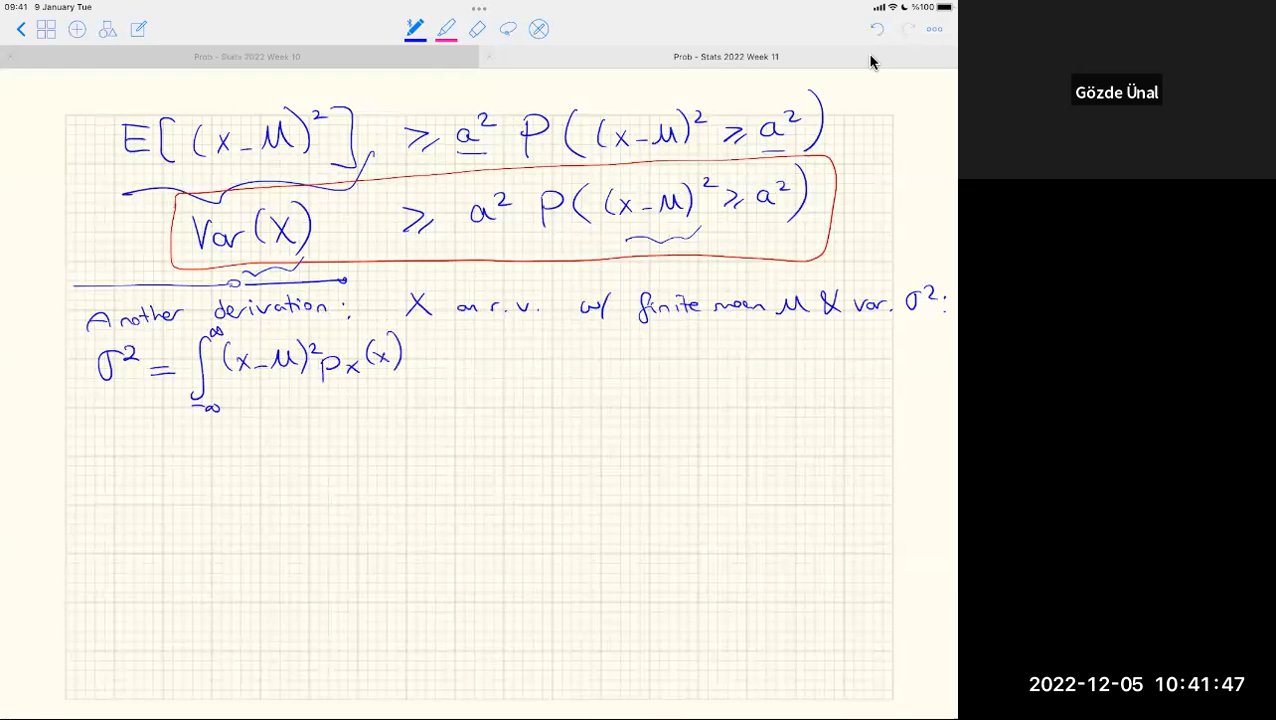 09:41 9 January Tue
%100
Prob - Stats 2022 Week 10
Prob - Stats 2022 Week 11
Gözde Ünal
E[(x-μ)²] ≥ a² P((x-μ)² ≥ a²)
Var(X) ≥ a² P((x-μ)² ≥ a²)
Another derivation: X an r.v. w/ finite mean μ & var. σ²:
σ² = ∫_{-∞}^{∞} (x-μ)² p_X(x)
2022-12-05 10:41:47